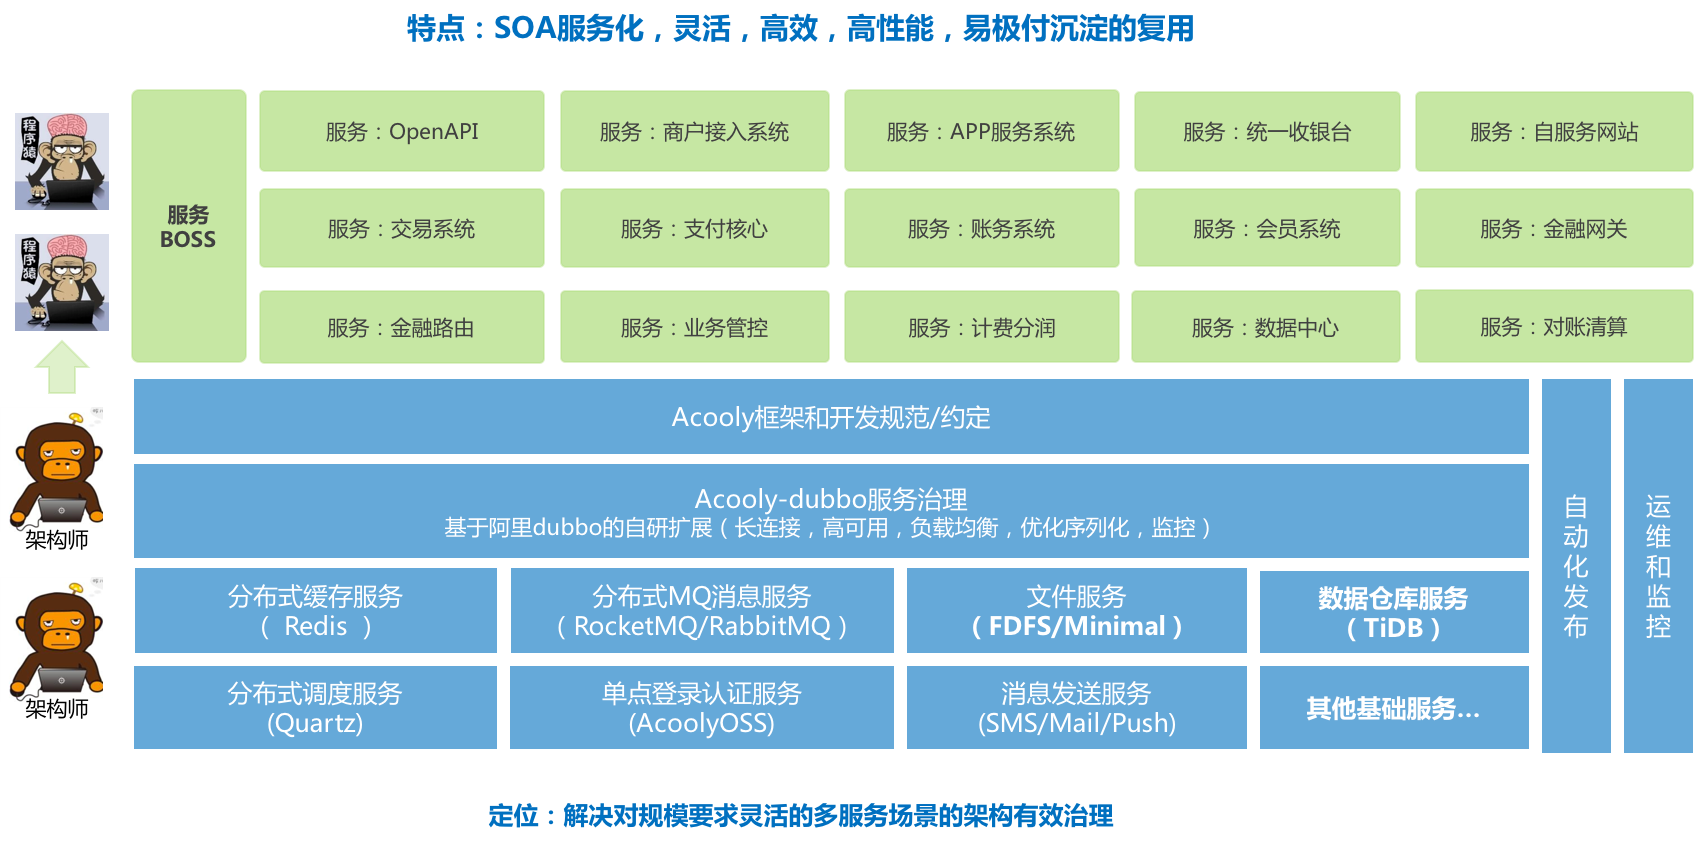 特点：SOA服务化，灵活，高效，高性能，易极付沉淀的复用
程序猿
服务
BOSS
服务：OpenAPI
服务：商户接入系统
服务：APP服务系统
服务：统一收银台
服务：自服务网站
服务：交易系统
服务：支付核心
服务：账务系统
服务：会员系统
服务：金融网关
程序猿
服务：金融路由
服务：业务管控
服务：计费分润
服务：数据中心
服务：对账清算
Acooly框架和开发规范/约定
Acooly-dubbo服务治理
基于阿里dubbo的自研扩展（长连接，高可用，负载均衡，优化序列化，监控）
架构师
分布式缓存服务
（ Redis ）
分布式MQ消息服务
（RocketMQ/RabbitMQ）
文件服务
（FDFS/Minimal）
数据仓库服务
（TiDB）
架构师
分布式调度服务
(Quartz)
单点登录认证服务
(AcoolyOSS)
消息发送服务
(SMS/Mail/Push)
其他基础服务...
自动化发布
运维和监控
定位：解决对规模要求灵活的多服务场景的架构有效治理